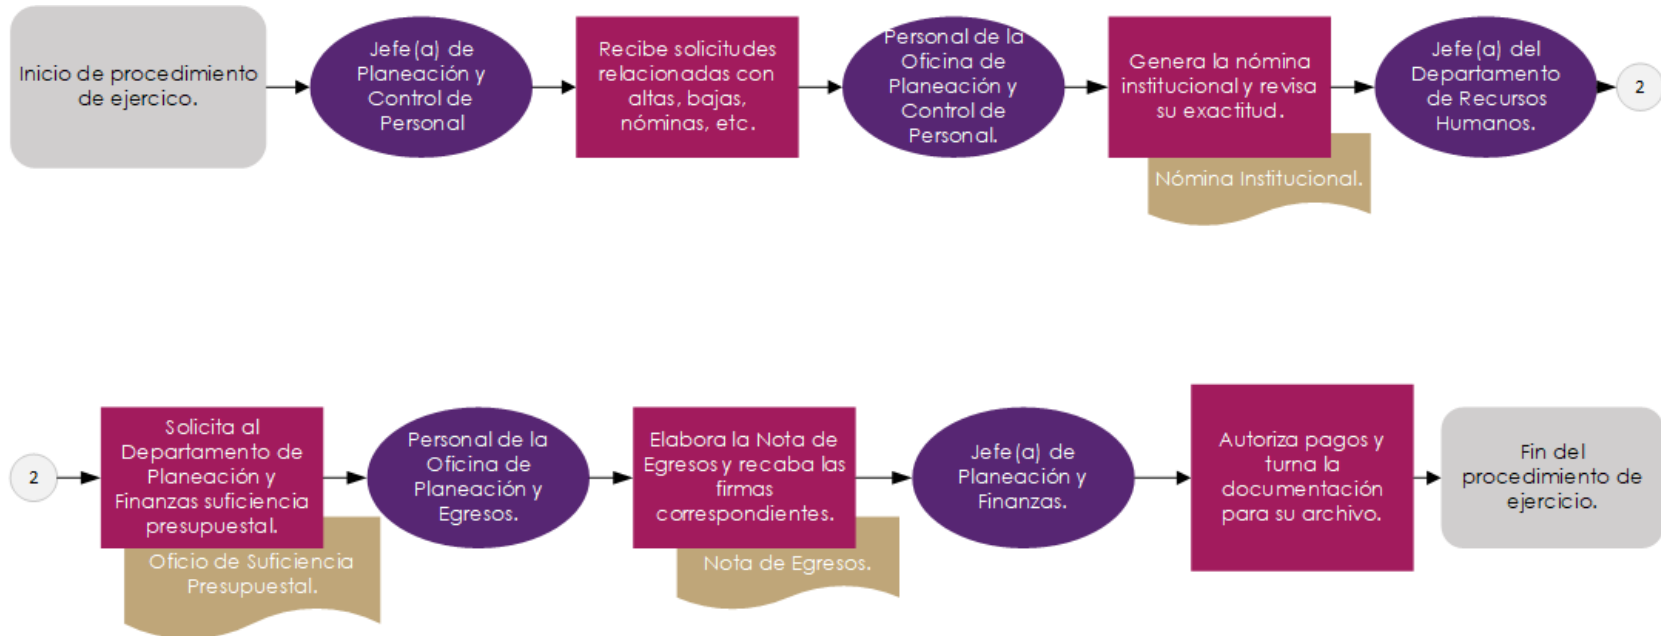 Inicio de procedimiento
de ejercico.
Jefe(a) de
Planeación y
Control de
Personal
Recibe solicitudes
relacionadas con
altas, bajas,
nóminas, etc.
Personal de la
Oficina de
Planeación y
Control de
Personal.
Genera la nómina
institucional y revisa
su exactitud.
Nómina Institucional.
Jefe(a) del
Departamento
de Recursos
Humanos.
2
2
Solicita al
Departamento de
Planeación y
Finanzas suficiencia
presupuestal.
Oficio de Suficiencia
Presupuestal.
Personal de la
Oficina de
Planeación y
Egresos.
Elabora la Nota de
Egresos y recaba las
firmas
correspondientes.
Nota de Egresos.
Jefe(a) de
Planeación y
Finanzas.
Autoriza pagos y
turna la
documentación
para su archivo.
Fin del
procedimiento de
ejercicio.